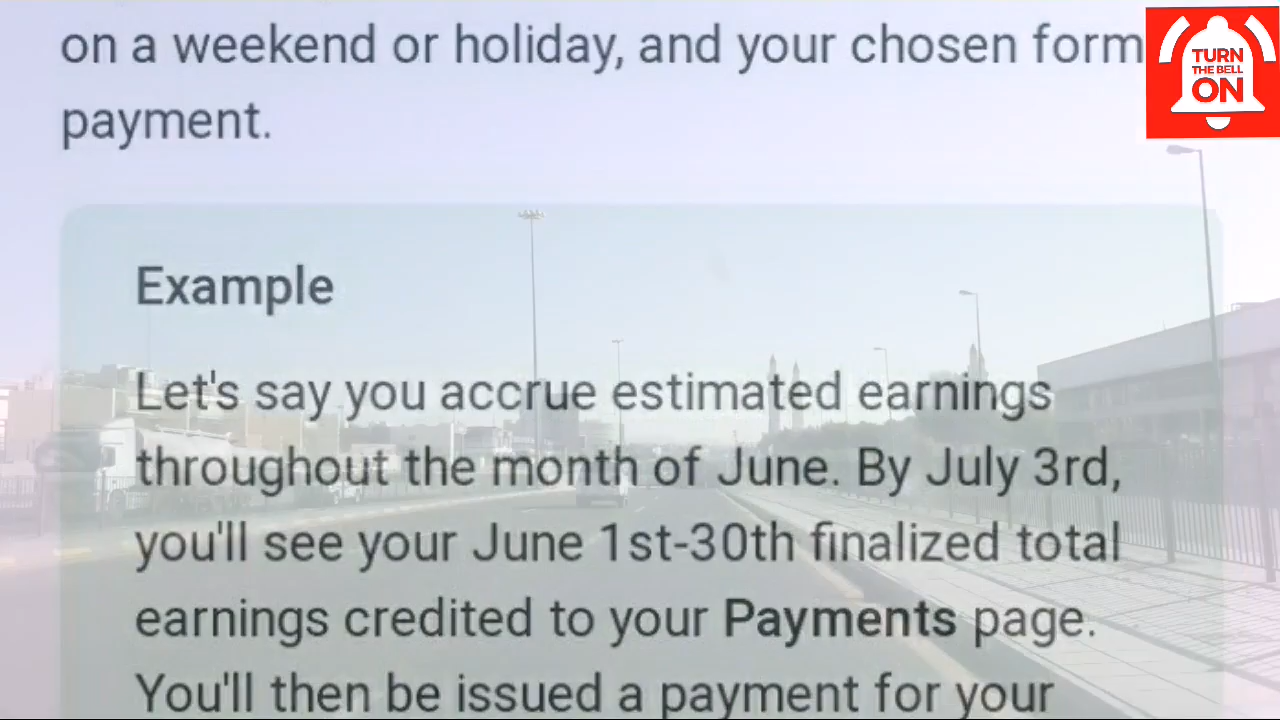 on a weekend or holiday, and your chosen form
payment.
TURN
THE BELL
ON
Example
Let's say you accrue estimated earnings
throughout the month of June. By July 3rd,
you'll see your June 1st-30th finalized total
earnings credited to your Payments page.
You'll then be issued a payment for your